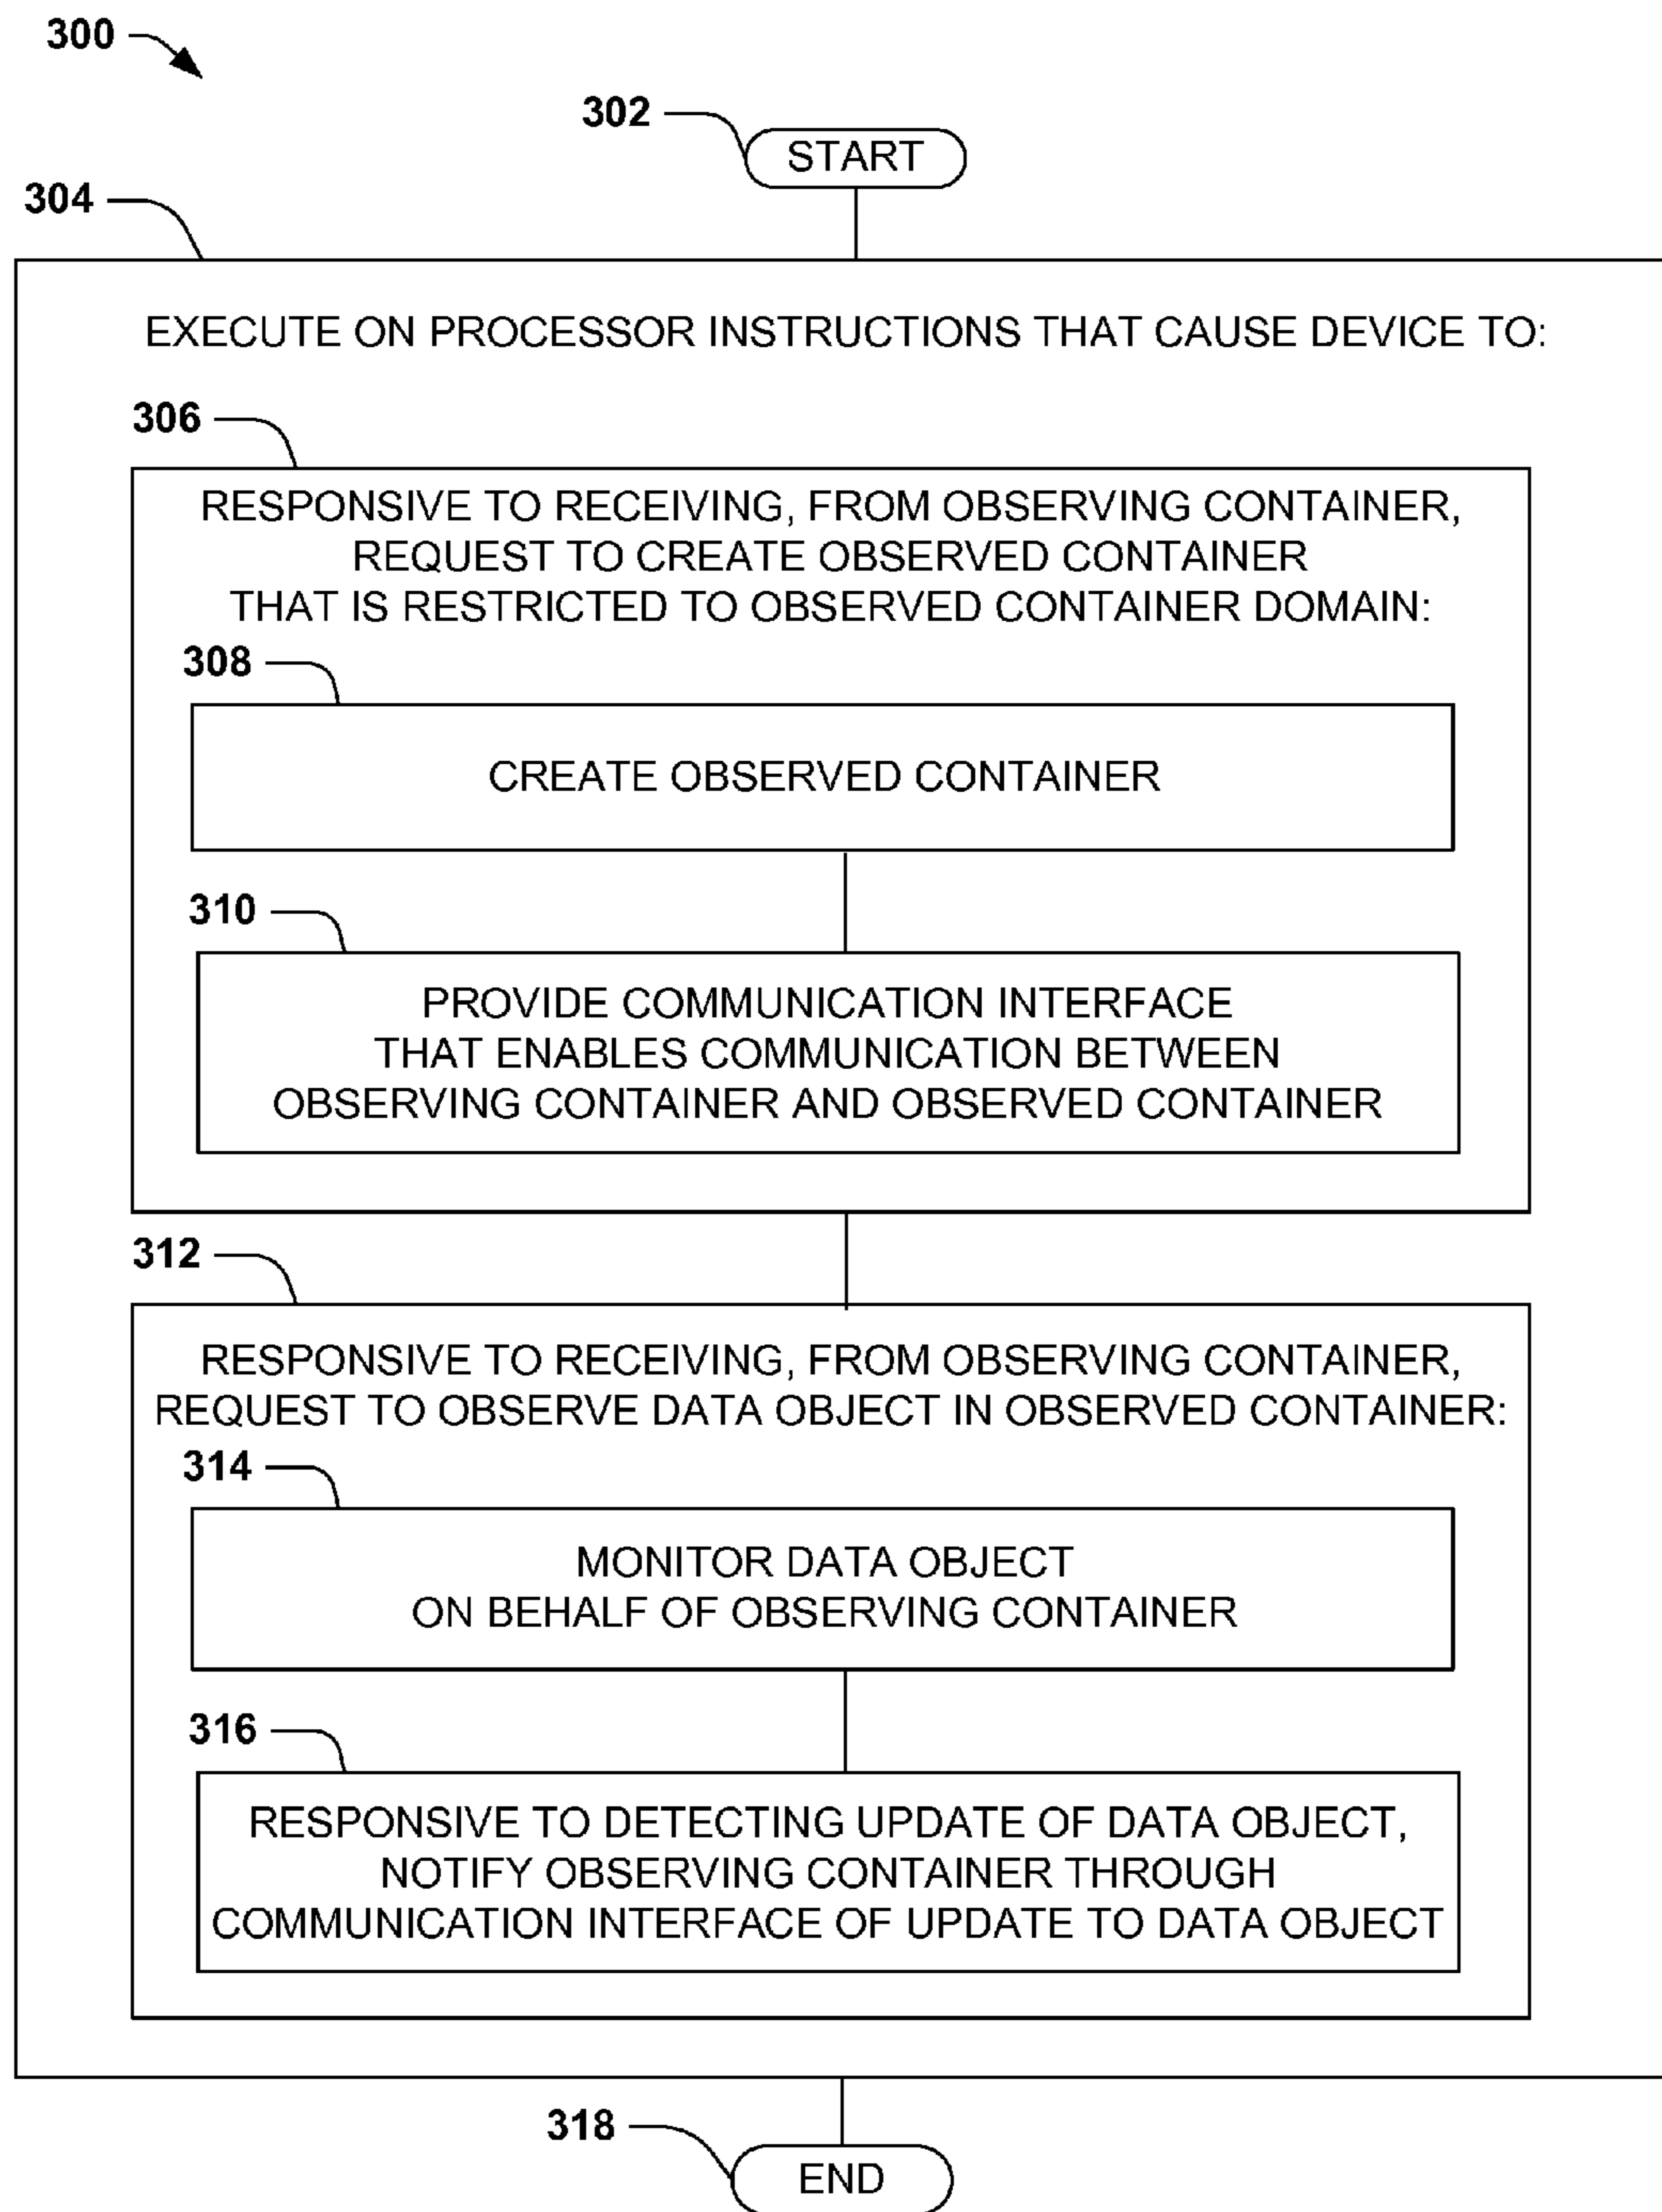 300
302
START
304
EXECUTE ON PROCESSOR INSTRUCTIONS THAT CAUSE DEVICE TO:
306
RESPONSIVE TO RECEIVING, FROM OBSERVING CONTAINER,
REQUEST TO CREATE OBSERVED CONTAINER
THAT IS RESTRICTED TO OBSERVED CONTAINER DOMAIN:
308
CREATE OBSERVED CONTAINER
310
PROVIDE COMMUNICATION INTERFACE
THAT ENABLES COMMUNICATION BETWEEN
OBSERVING CONTAINER AND OBSERVED CONTAINER
312
RESPONSIVE TO RECEIVING, FROM OBSERVING CONTAINER,
REQUEST TO OBSERVE DATA OBJECT IN OBSERVED CONTAINER:
314
MONITOR DATA OBJECT
ON BEHALF OF OBSERVING CONTAINER
316
RESPONSIVE TO DETECTING UPDATE OF DATA OBJECT,
NOTIFY OBSERVING CONTAINER THROUGH
COMMUNICATION INTERFACE OF UPDATE TO DATA OBJECT
318
END